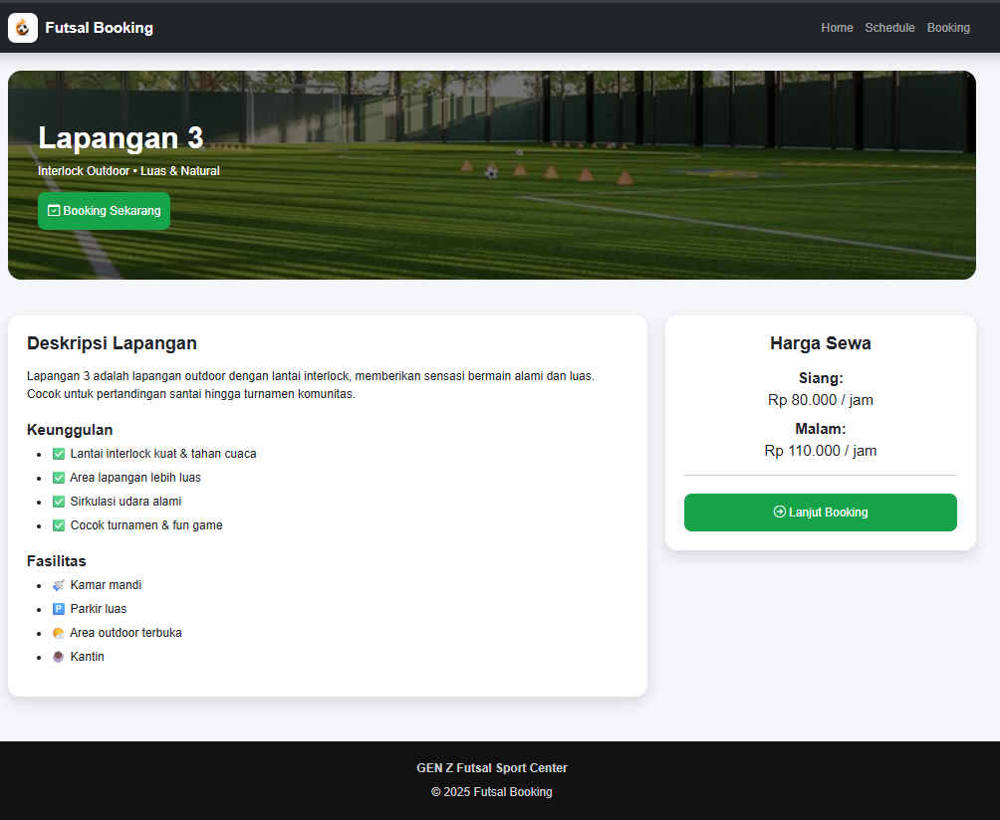 Futsal Booking
Home Schedule Booking
Lapangan 3
Interlock Outdoor • Luas & Natural
Booking Sekarang
Deskripsi Lapangan
Lapangan 3 adalah lapangan outdoor dengan lantai interlock, memberikan sensasi bermain alami dan luas.
Cocok untuk pertandingan santai hingga turnamen komunitas.
Keunggulan
• ✅ Lantai interlock kuat & tahan cuaca
• ✅ Area lapangan lebih luas
• ✅ Sirkulasi udara alami
• ✅ Cocok turnamen & fun game
Fasilitas
• 🚿 Kamar mandi
• 🅿️ Parkir luas
• 🌤️ Area outdoor terbuka
• Kantin
Harga Sewa
Siang:
Rp 80.000 / jam
Malam:
Rp 110.000 / jam
Lanjut Booking
GEN Z Futsal Sport Center
© 2025 Futsal Booking